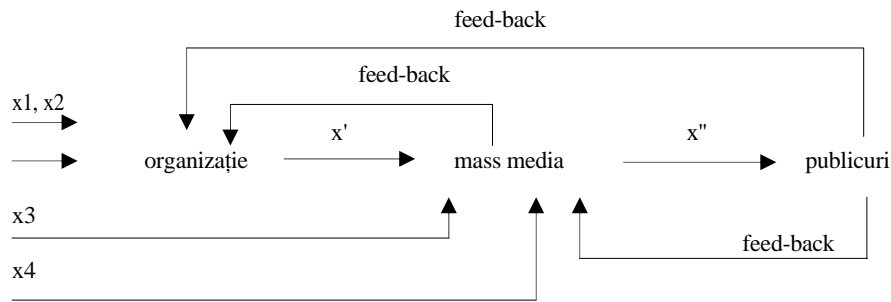 feed-back
feed-back
x1, x2
x'
x"
organizație
mass media
publicuri
x3
feed-back
x4